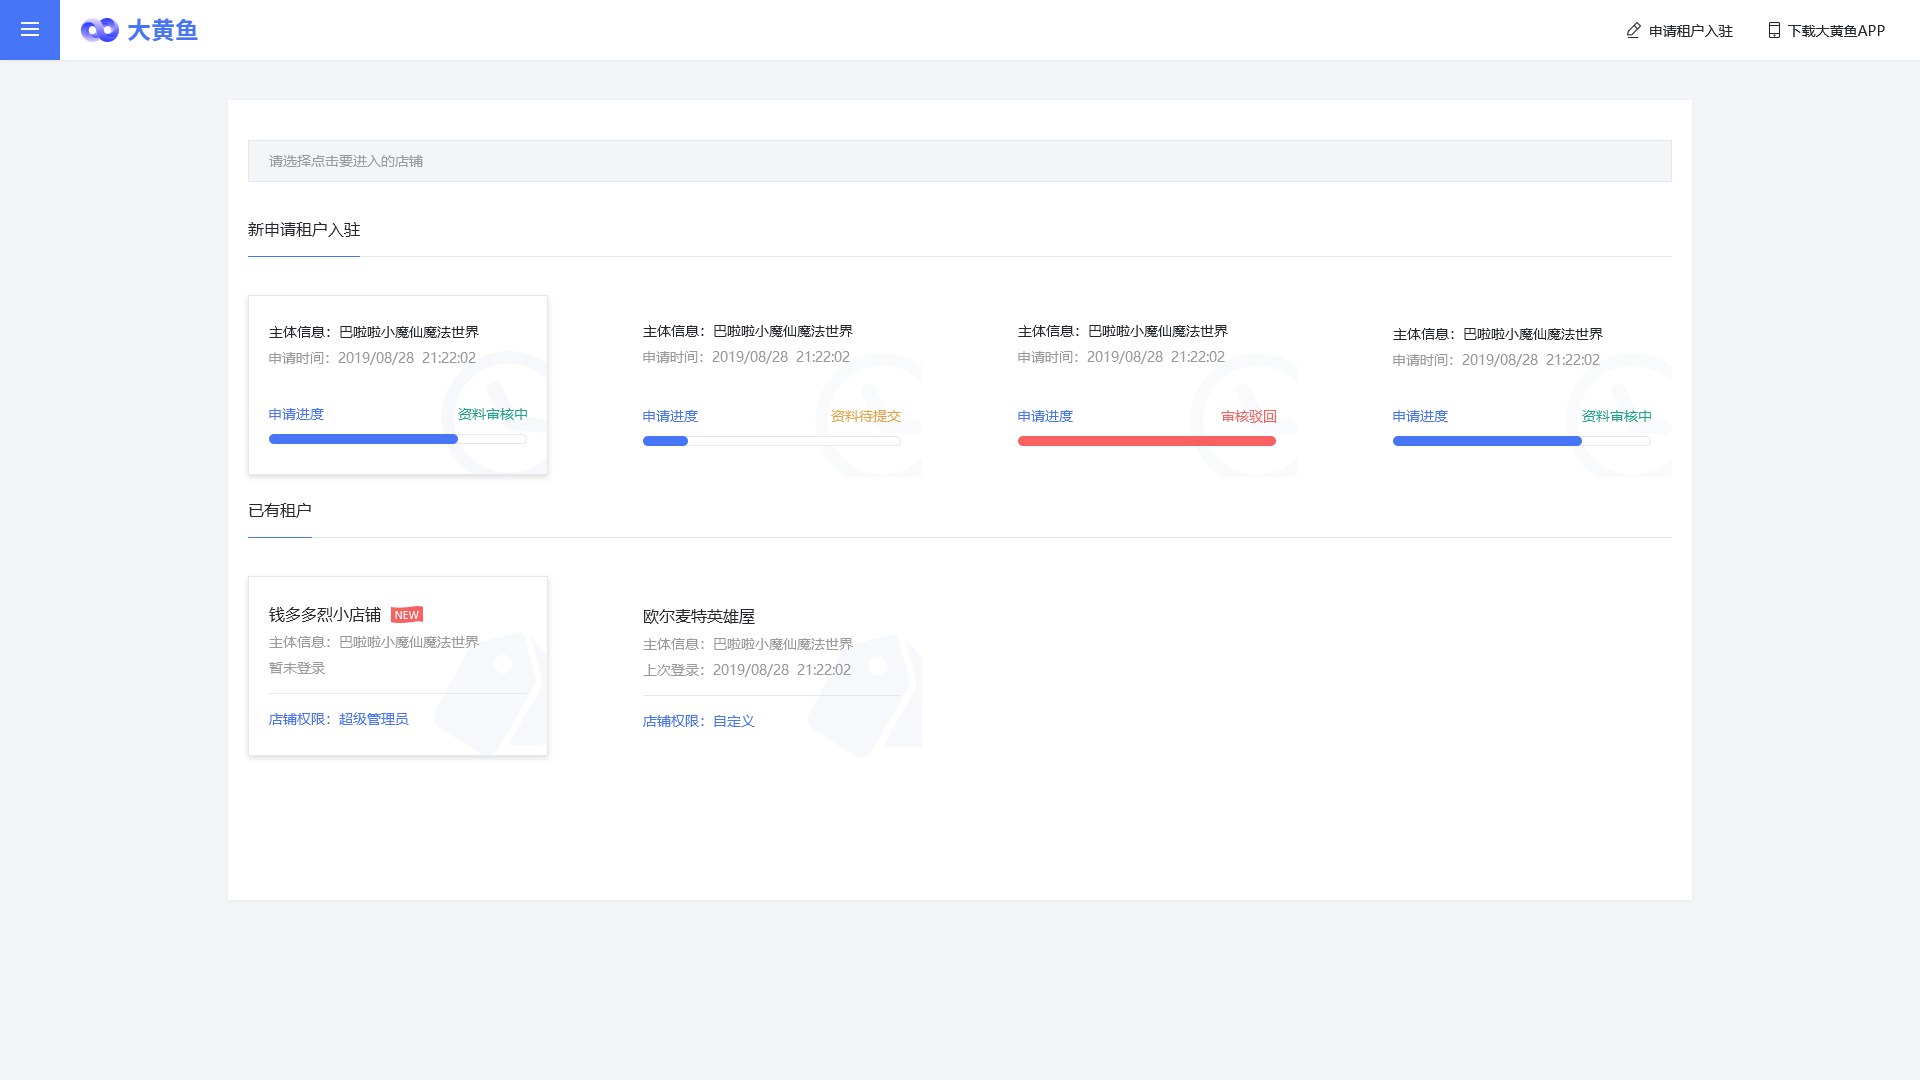 大黄鱼
申请租户入驻
下载大黄鱼APP
请选择点击要进入的店铺
新申请租户入驻
主体信息：巴啦啦小魔仙魔法世界
申请时间：2019/08/28 21:22:02
申请进度
资料审核中
主体信息：巴啦啦小魔仙魔法世界
申请时间：2019/08/28 21:22:02
申请进度
资料待提交
主体信息：巴啦啦小魔仙魔法世界
申请时间：2019/08/28 21:22:02
申请进度
审核驳回
主体信息：巴啦啦小魔仙魔法世界
申请时间：2019/08/28 21:22:02
申请进度
资料审核中
已有租户
钱多多烈小店铺 NEW
主体信息：巴啦啦小魔仙魔法世界
暂未登录
店铺权限：超级管理员
欧尔麦特英雄屋
主体信息：巴啦啦小魔仙魔法世界
上次登录：2019/08/28 21:22:02
店铺权限：自定义